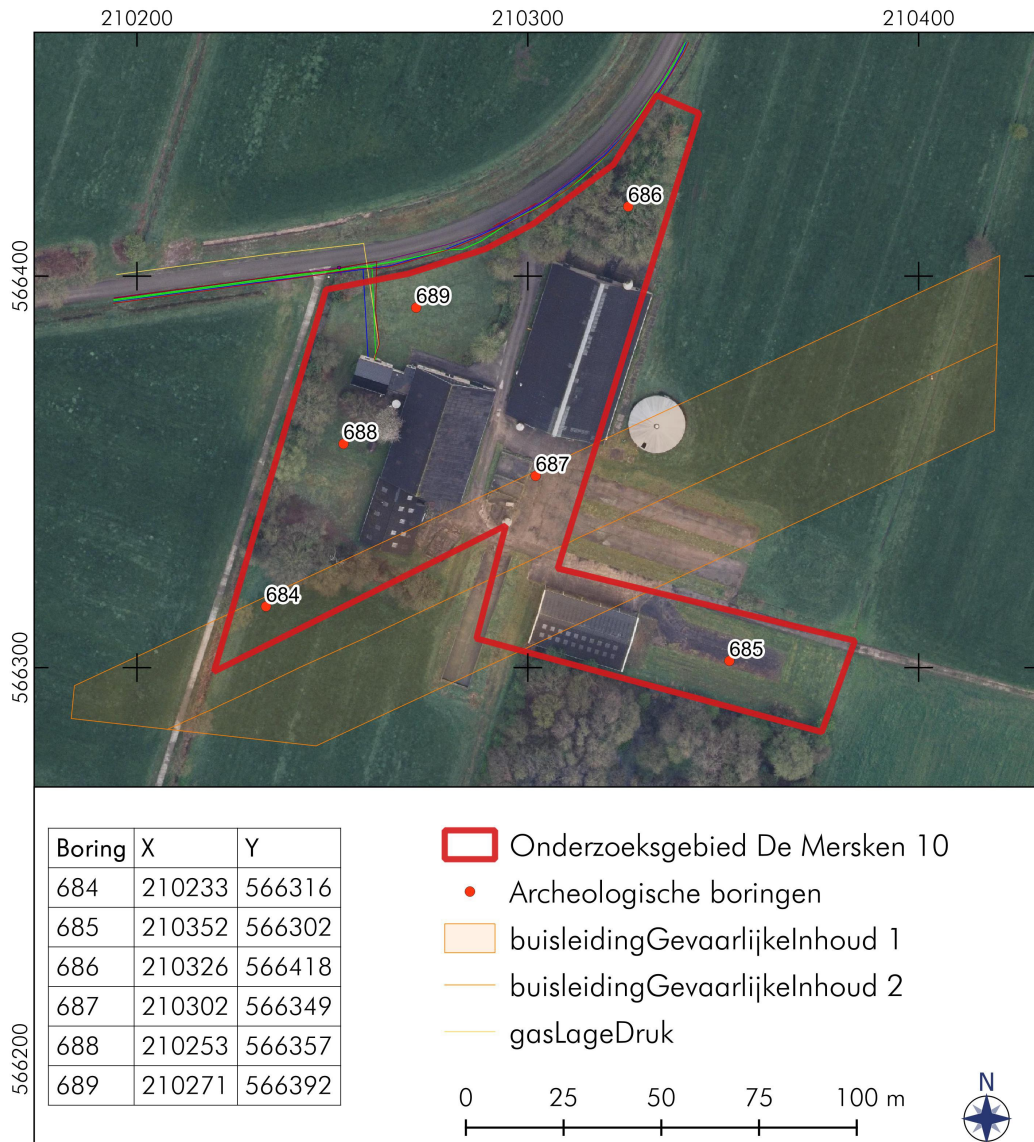 210200 210300 210400
566400
566300
566200
686
689
688
687
684
685
Boring X Y
684 210233 566316
685 210352 566302
686 210326 566418
687 210302 566349
688 210253 566357
689 210271 566392
Onderzoeksgebied De Mersken 10
Archeologische boringen
buisleidingGevaarlijkeInhoud 1
buisleidingGevaarlijkeInhoud 2
gasLageDruk
0 25 50 75 100 m
N